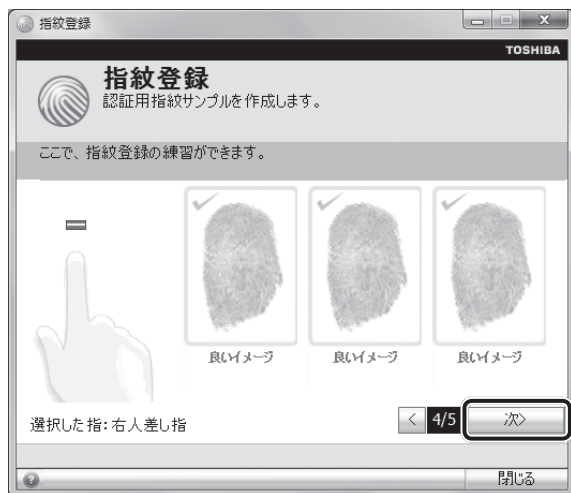 指紋登録
TOSHIBA
指紋登録
認証用指紋サンプルを作成します。
ここで、指紋登録の練習ができます。
良いイメージ
良いイメージ
良いイメージ
選択した指:右人差し指
< 4/5 次>
閉じる